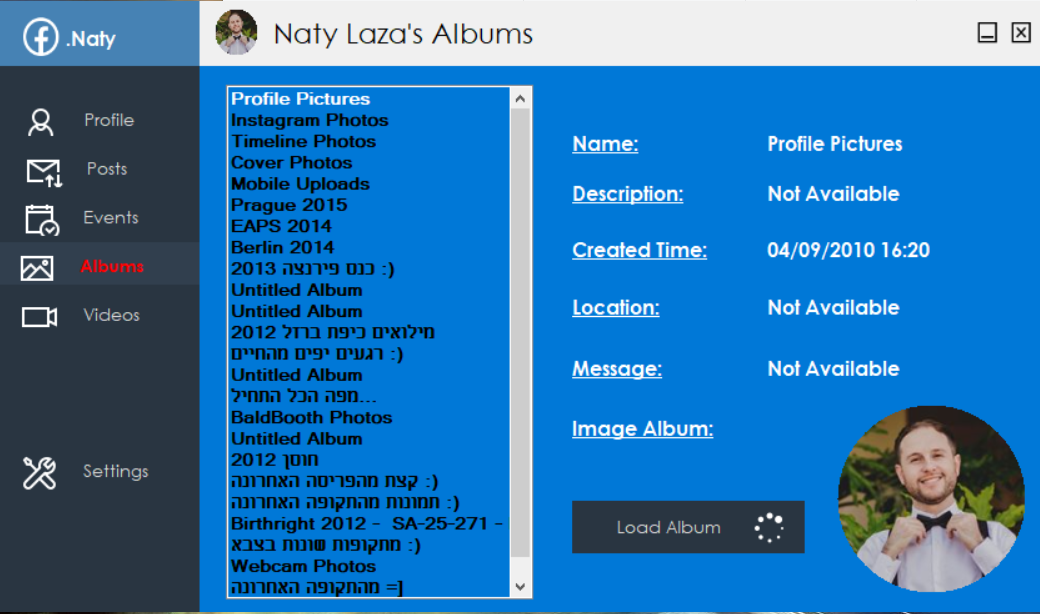 .Naty
Naty Laza's Albums
Profile
Posts
Events
Albums
Videos
Settings
Profile Pictures
Instagram Photos
Timeline Photos
Cover Photos
Mobile Uploads
Prague 2015
EAPS 2014
Berlin 2014
כנס פירנצה 2013 :)
Untitled Album
Untitled Album
מילואים כיפת ברזל 2012
רגעים יפים מהחיים :)
Untitled Album
מפה הכל התחיל...
BaldBooth Photos
Untitled Album
חוסן 2012
קצת מהפריסה האחרונה :)
תמונות מהתקופה האחרונה :)
Birthright 2012 - SA-25-271 -
מתקופות שונות בצבא :)
Webcam Photos
מהתקופה האחרונה =]
Name: Profile Pictures
Description: Not Available
Created Time: 04/09/2010 16:20
Location: Not Available
Message: Not Available
Image Album:
Load Album